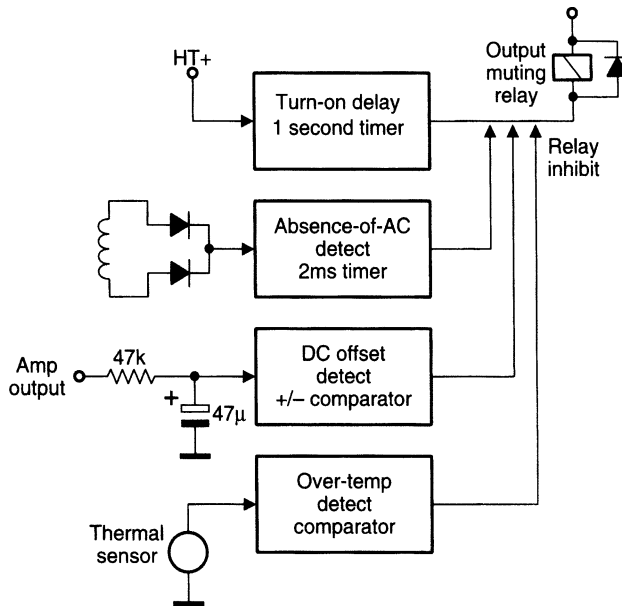 HT+
Turn-on delay
1 second timer
Output
muting
relay
Relay
inhibit
Absence-of-AC
detect
2ms timer
Amp
output
47k
+
47μ
DC offset
detect
+/– comparator
Thermal
sensor
Over-temp
detect
comparator